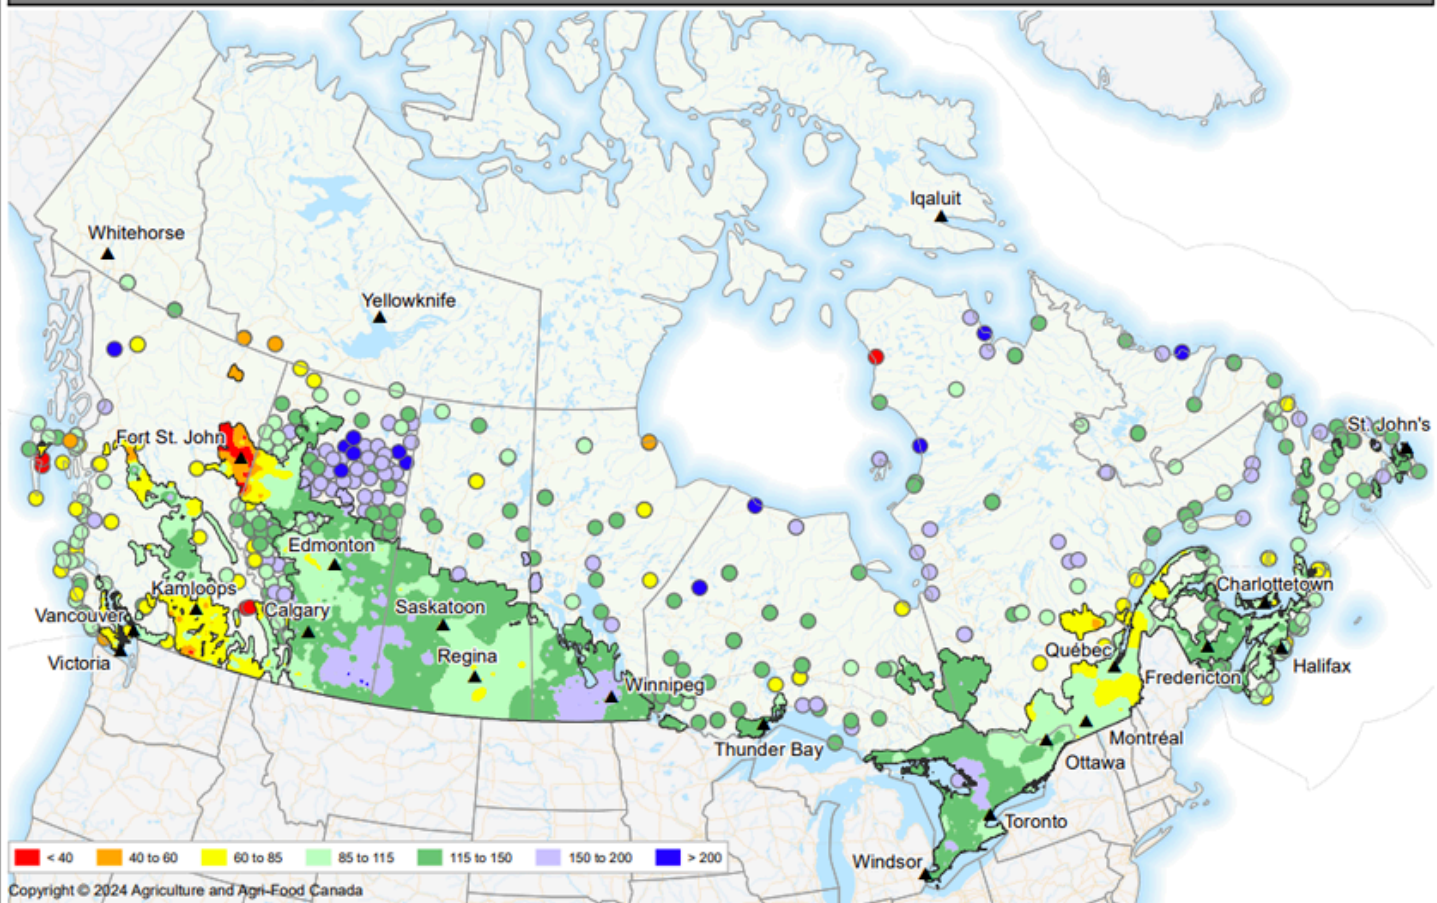 Iqaluit
Whitehorse
Yellowknife
Fort St. John
St. John's
Edmonton
Kamloops
Charlottetown
Vancouver
Calgary
Saskatoon
Québec
Victoria
Regina
Halifax
Fredericton
Winnipeg
Montréal
Thunder Bay
Ottawa
Toronto
Windsor
< 40 40 to 60 60 to 85 85 to 115 115 to 150 150 to 200 > 200
Copyright © 2024 Agriculture and Agri-Food Canada